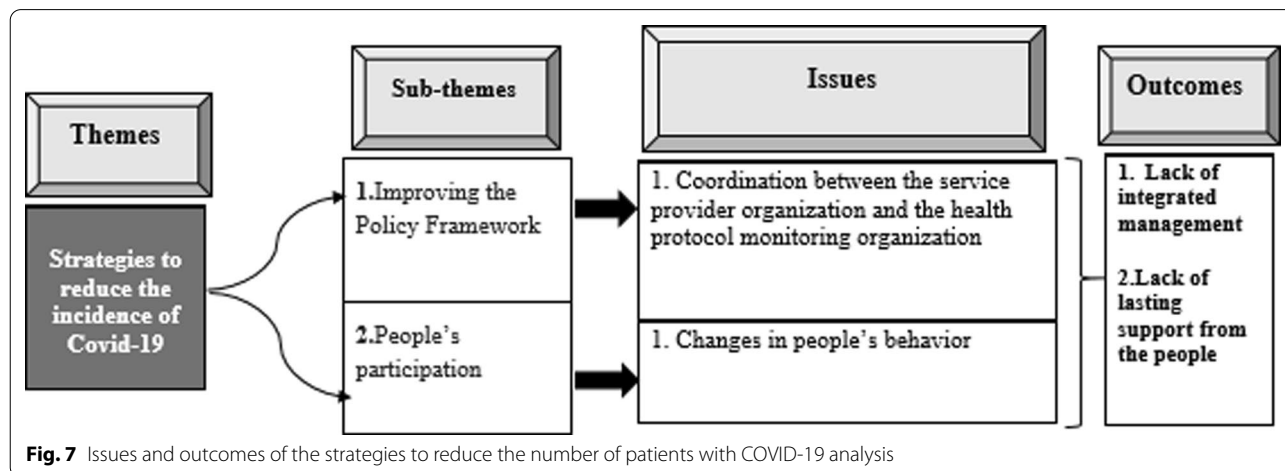 Themes
Strategies to
reduce the
incidence of
Covid-19
Sub-themes
1.Improving the
Policy Framework
2.People's
participation
Issues
1. Coordination between the service
provider organization and the health
protocol monitoring organization
1. Changes in people's behavior
Outcomes
1. Lack of
integrated
management
2.Lack of
lasting
support from
the people
Fig. 7 Issues and outcomes of the strategies to reduce the number of patients with COVID-19 analysis